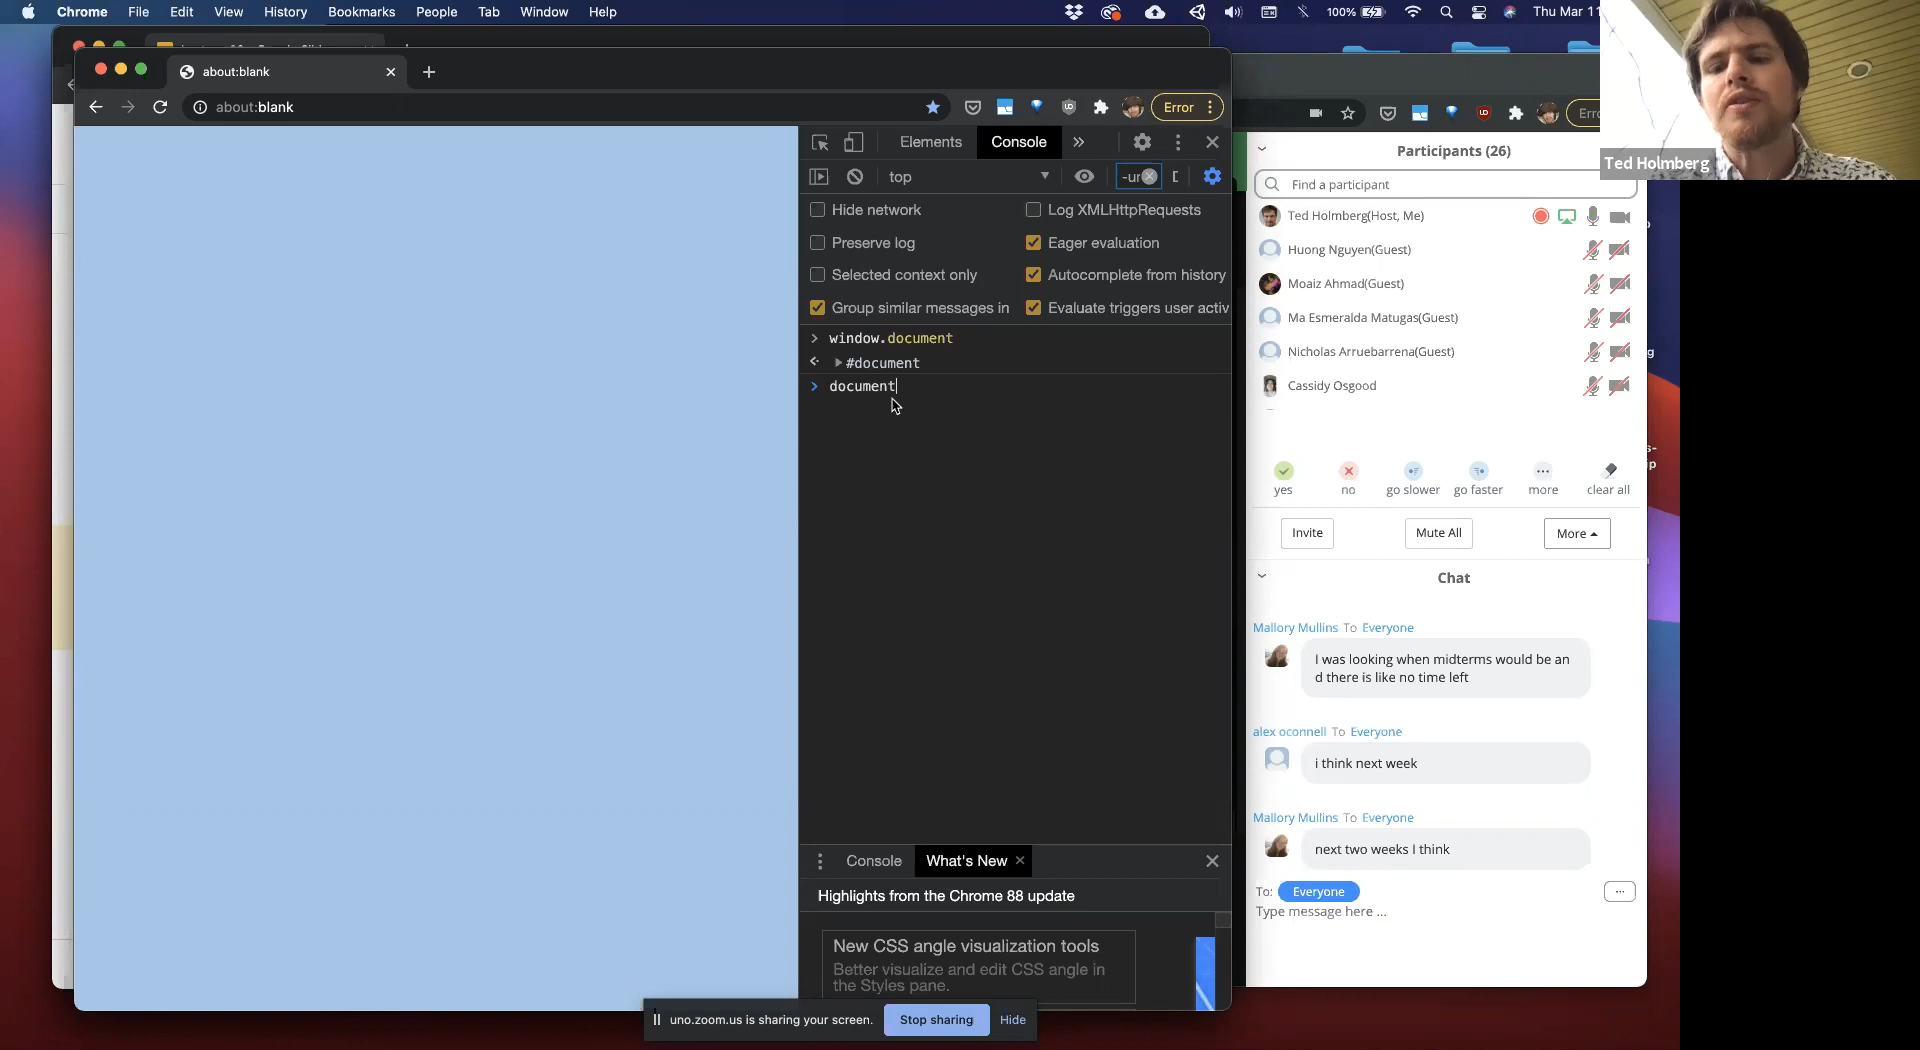 Chrome File Edit View History Bookmarks People Tab Window Help
100% Thu Mar 11
about:blank
about:blank
Error
Elements Console
top
-ur
Hide network
Log XMLHttpRequests
Preserve log
Eager evaluation
Selected context only
Autocomplete from history
Group similar messages in
Evaluate triggers user activ
window.document
#document
document
Console What's New
Highlights from the Chrome 88 update
New CSS angle visualization tools
Better visualize and edit CSS angle in
the Styles pane.
uno.zoom.us is sharing your screen. Stop sharing Hide
Ted Holmberg
Participants (26)
Find a participant
Ted Holmberg(Host, Me)
Huong Nguyen(Guest)
Moaiz Ahmad(Guest)
Ma Esmeralda Matugas(Guest)
Nicholas Arruebarrena(Guest)
Cassidy Osgood
yes no go slower go faster more clear all
Invite Mute All More
Chat
Mallory Mullins To Everyone
I was looking when midterms would be an
d there is like no time left
alex oconnell To Everyone
i think next week
Mallory Mullins To Everyone
next two weeks I think
To: Everyone
Type message here ...